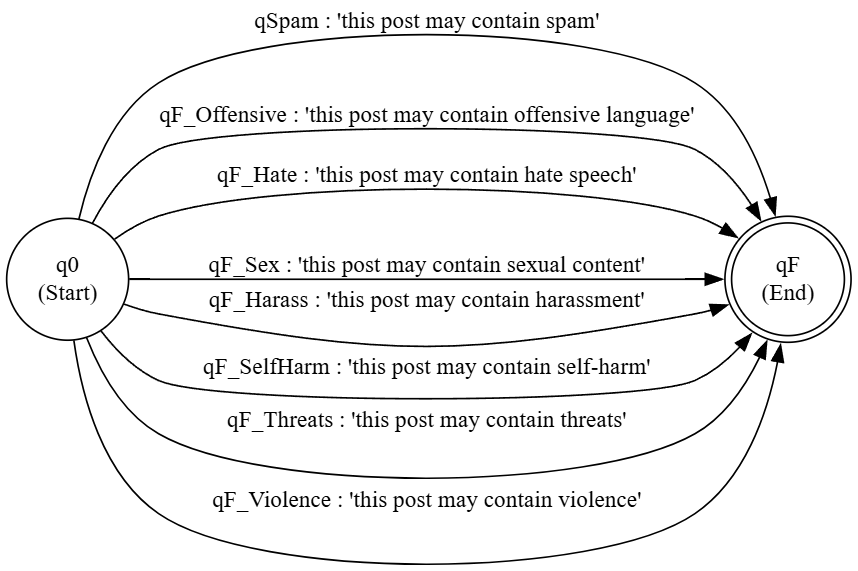 qSpam : 'this post may contain spam'
qF_Offensive : 'this post may contain offensive language'
qF_Hate : 'this post may contain hate speech'
q0
(Start)
qF_Sex : 'this post may contain sexual content'
qF
(End)
qF_Harass : 'this post may contain harassment'
qF_SelfHarm : 'this post may contain self-harm'
qF_Threats : 'this post may contain threats'
qF_Violence : 'this post may contain violence'